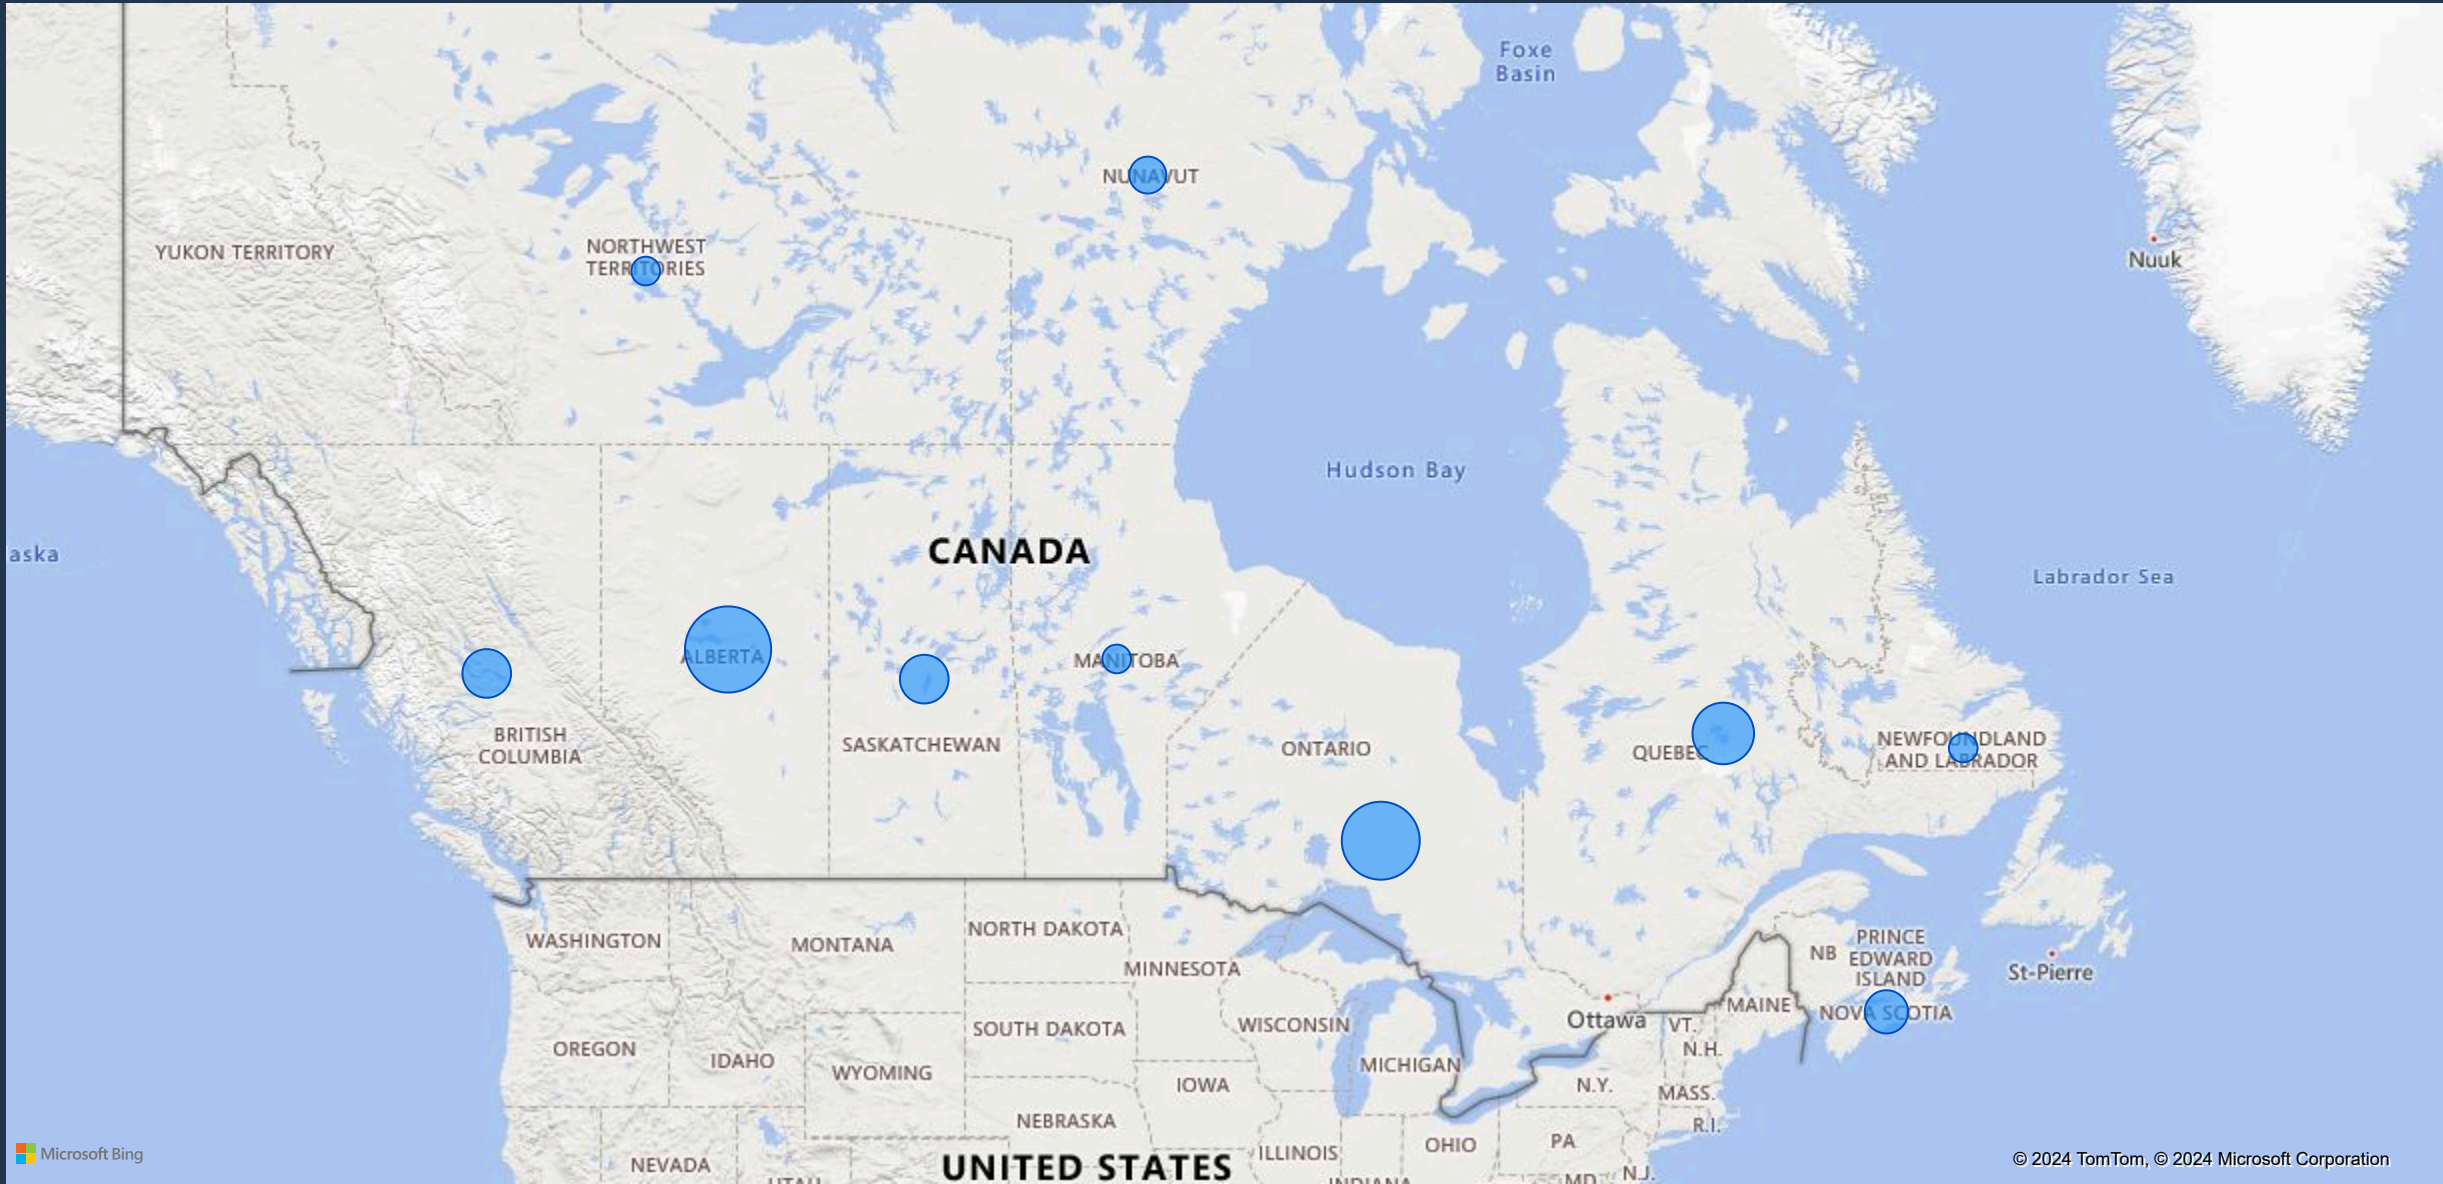 Foxe
Basin
NUNAVUT
YUKON TERRITORY
NORTHWEST
TERRITORIES
Nuuk
Hudson Bay
CANADA
aska
Labrador Sea
ALBERTA
MANITOBA
BRITISH
COLUMBIA
SASKATCHEWAN
ONTARIO
QUEBEC
NEWFOUNDLAND
AND LABRADOR
WASHINGTON
MONTANA
NORTH DAKOTA
MINNESOTA
NB
PRINCE
EDWARD
ISLAND
St-Pierre
OREGON
IDAHO
WYOMING
SOUTH DAKOTA
WISCONSIN
MICHIGAN
Ottawa
VT.
N.H.
MAINE
NOVA SCOTIA
IOWA
N.Y.
MASS.
R.I.
NEBRASKA
ILLINOIS
OHIO
PA
Microsoft Bing
NEVADA
UTAH
UNITED STATES
INDIANA
MD.
N.J.
© 2024 TomTom, © 2024 Microsoft Corporation